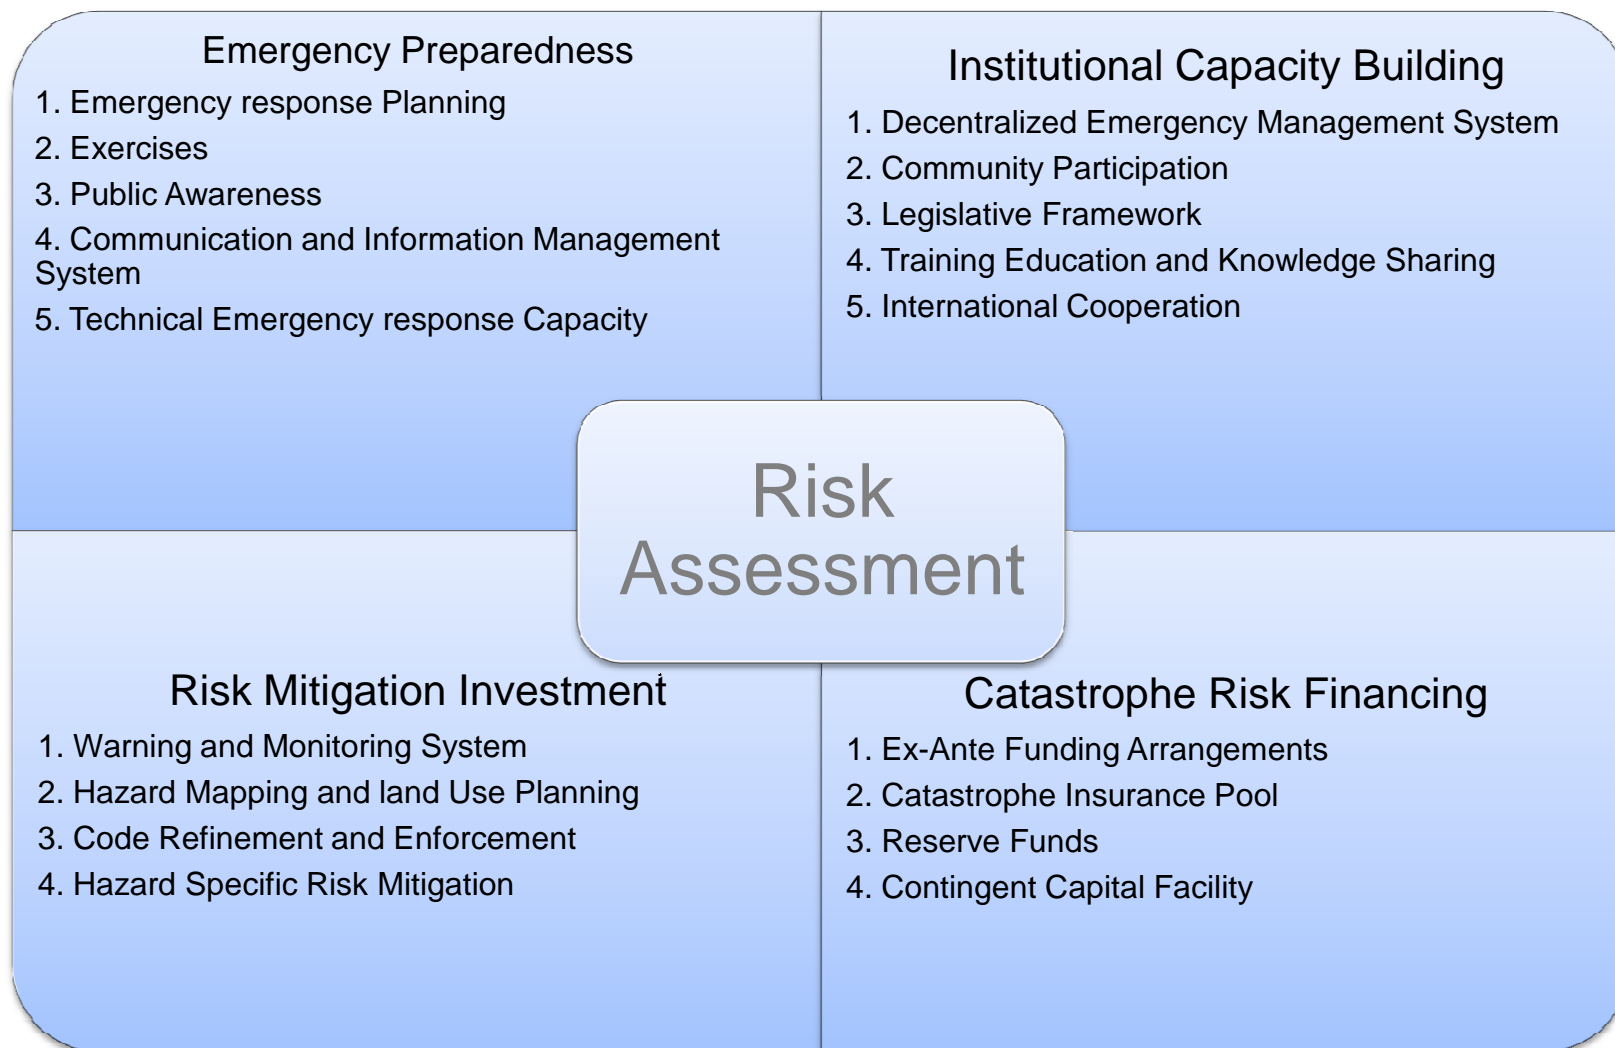 Emergency Preparedness
1. Emergency response Planning
2. Exercises
3. Public Awareness
4. Communication and Information Management
System
5. Technical Emergency response Capacity
Institutional Capacity Building
1. Decentralized Emergency Management System
2. Community Participation
3. Legislative Framework
4. Training Education and Knowledge Sharing
5. International Cooperation
Risk
Assessment
Risk Mitigation Investment
1. Warning and Monitoring System
2. Hazard Mapping and land Use Planning
3. Code Refinement and Enforcement
4. Hazard Specific Risk Mitigation
Catastrophe Risk Financing
1. Ex-Ante Funding Arrangements
2. Catastrophe Insurance Pool
3. Reserve Funds
4. Contingent Capital Facility